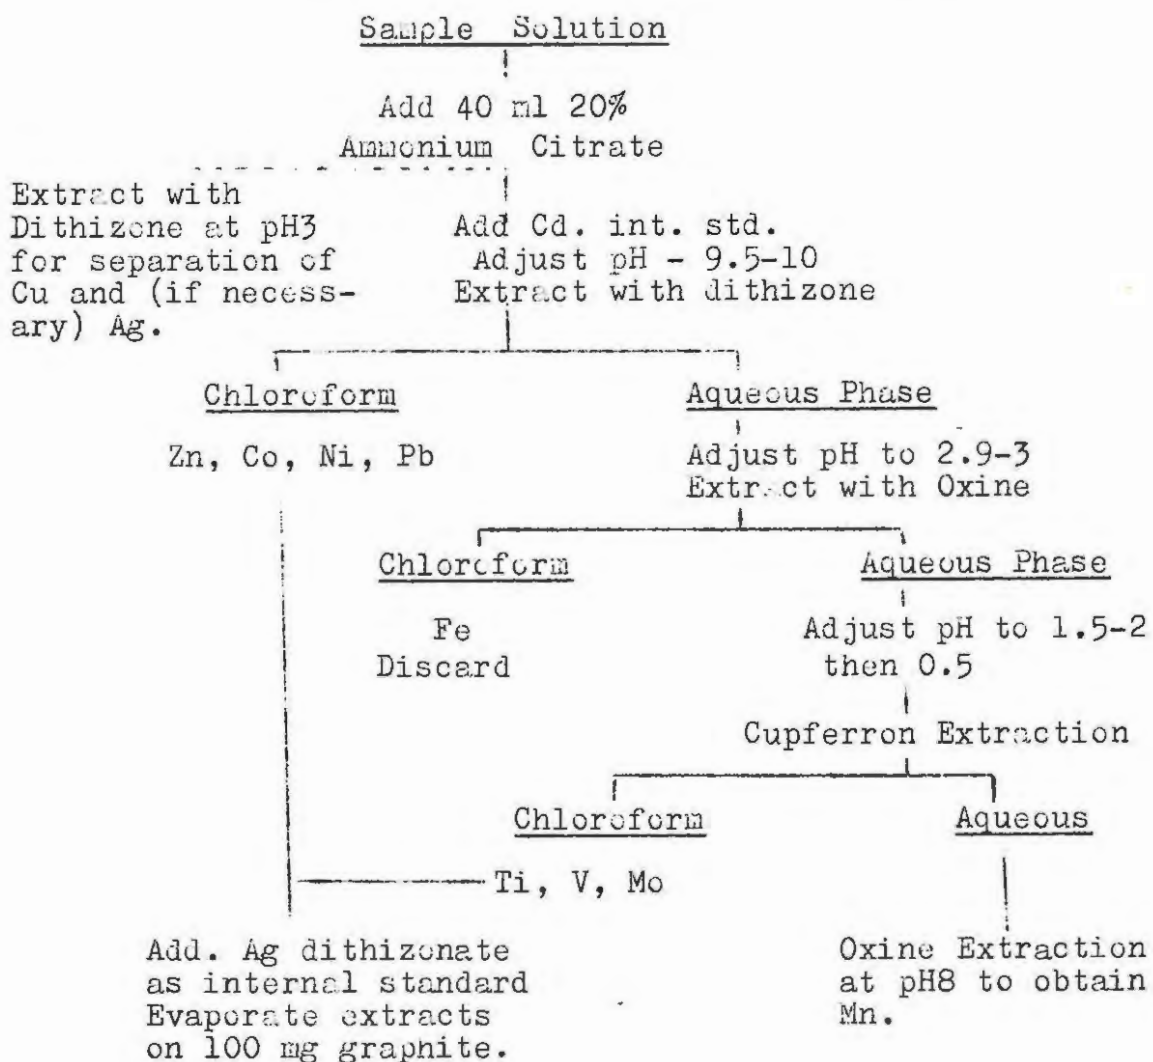 Sample Solution
Add 40 ml 20%
Ammonium Citrate
Extract with
Dithizone at pH3
for separation of
Cu and (if necess-
ary) Ag.
Add Cd. int. std.
Adjust pH - 9.5-10
Extract with dithizone
Chloroform
Zn, Co, Ni, Pb
Aqueous Phase
Adjust pH to 2.9-3
Extract with Oxine
Chloroform
Fe
Discard
Aqueous Phase
Adjust pH to 1.5-2
then 0.5
Cupferron Extraction
Chloroform
Ti, V, Mo
Aqueous
Add. Ag dithizonate
as internal standard
Evaporate extracts
on 100 mg graphite.
Oxine Extraction
at pH8 to obtain
Mn.